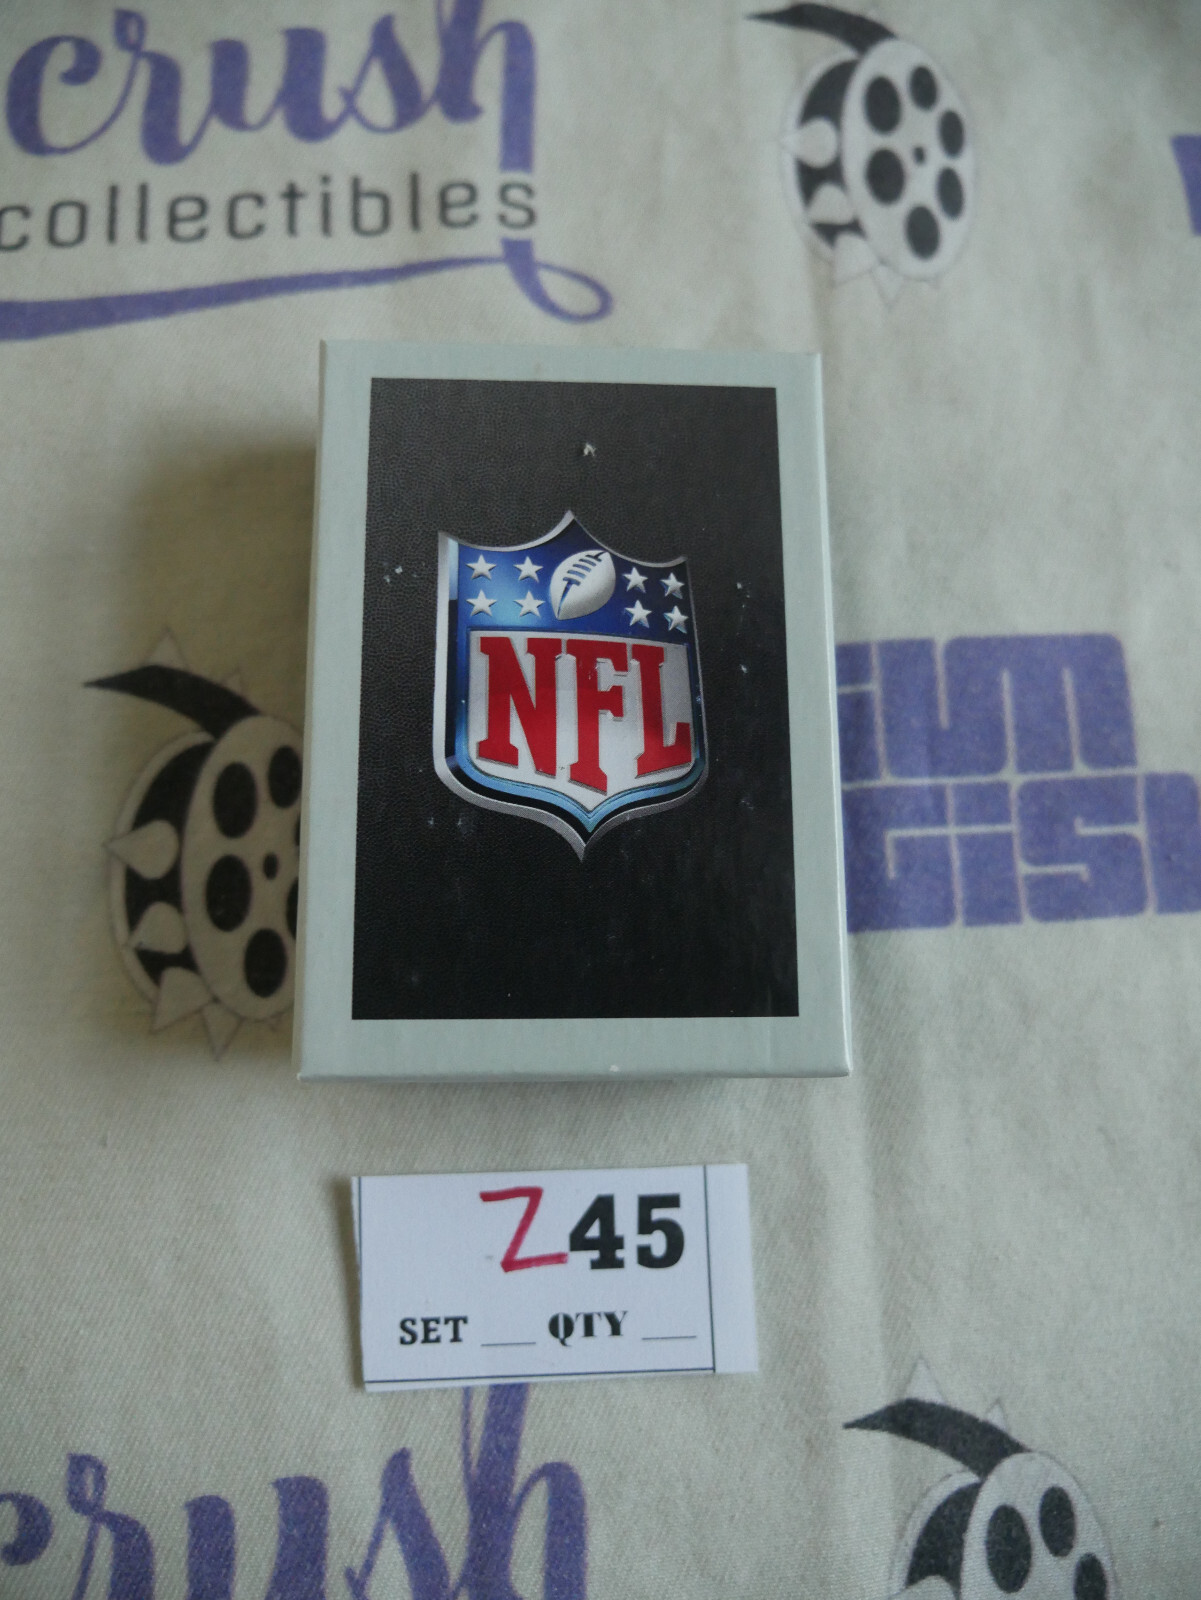 crush
collectibles
NFL
Z45
SET ___ QTY ___
crush